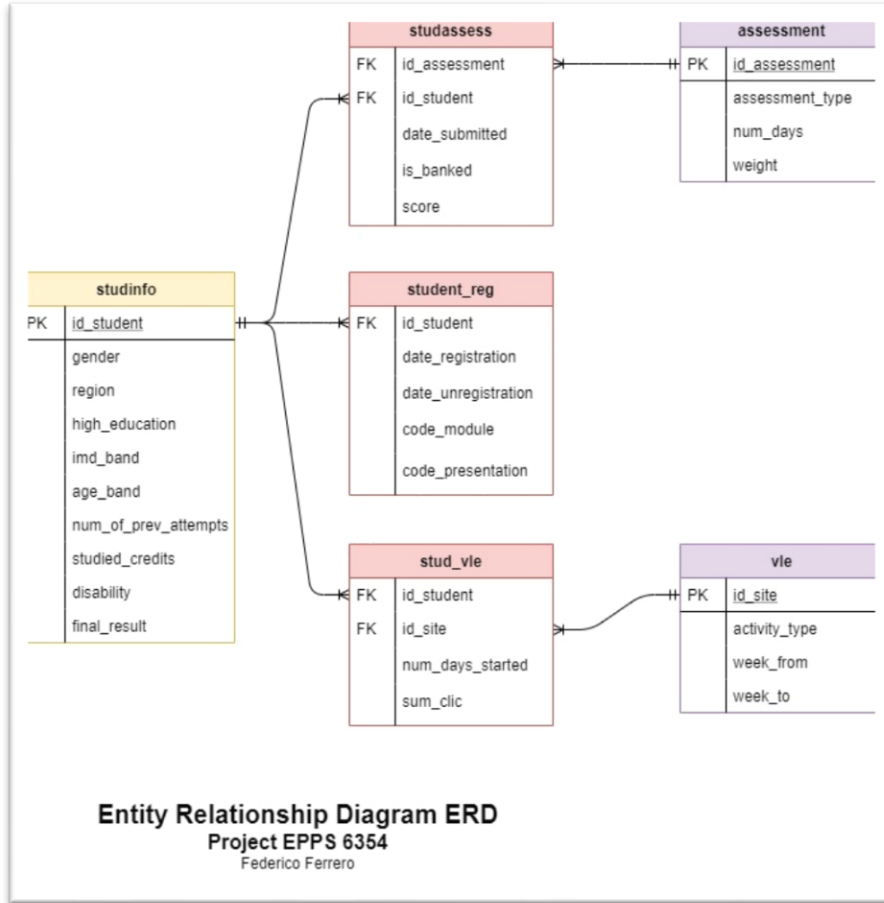 studassess
FK id_assessment
FK id_student
date_submitted
is_banked
score
assessment
PK id_assessment
assessment_type
num_days
weight
studinfo
PK id_student
gender
region
high_education
imd_band
age_band
num_of_prev_attempts
studied_credits
disability
final_result
student_reg
FK id_student
date_registration
date_unregistration
code_module
code_presentation
stud_vle
FK id_student
FK id_site
num_days_started
sum_clic
vle
PK id_site
activity_type
week_from
week_to
Entity Relationship Diagram ERD
Project EPPS 6354
Federico Ferrero